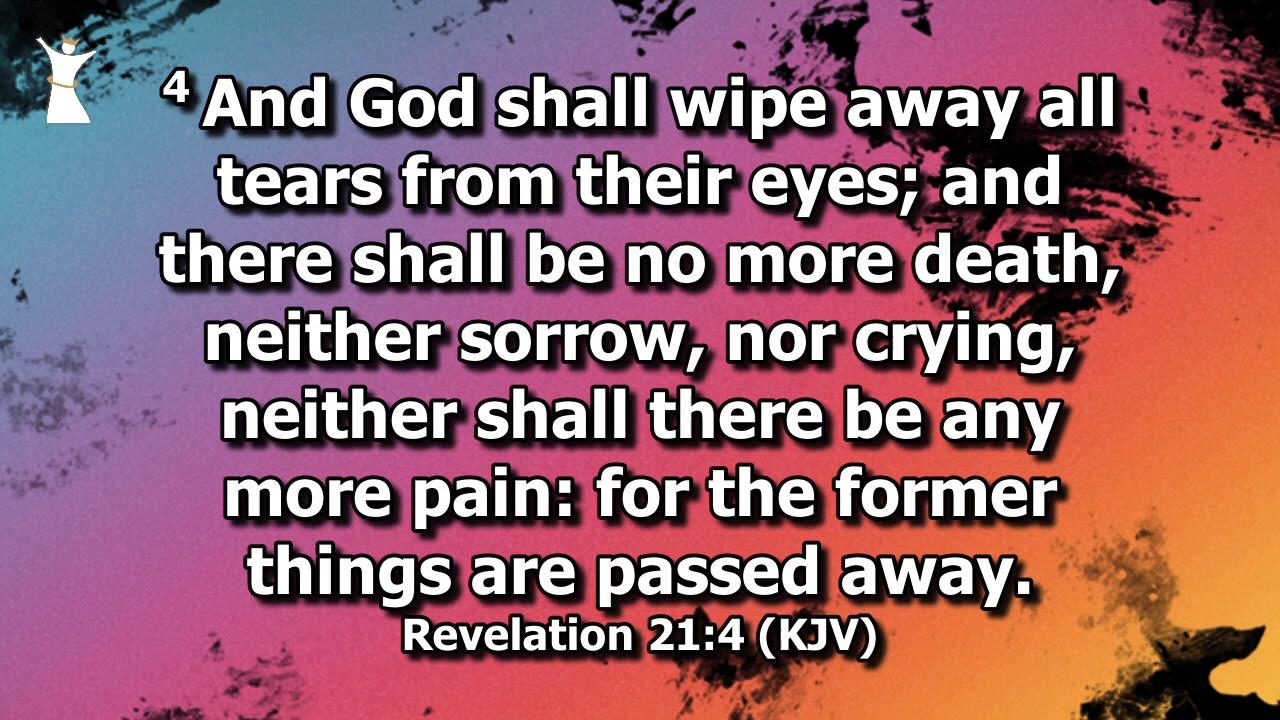 4 And God shall wipe away all
tears from their eyes; and
there shall be no more death,
neither sorrow, nor crying,
neither shall there be any
more pain: for the former
things are passed away.
Revelation 21:4 (KJV)